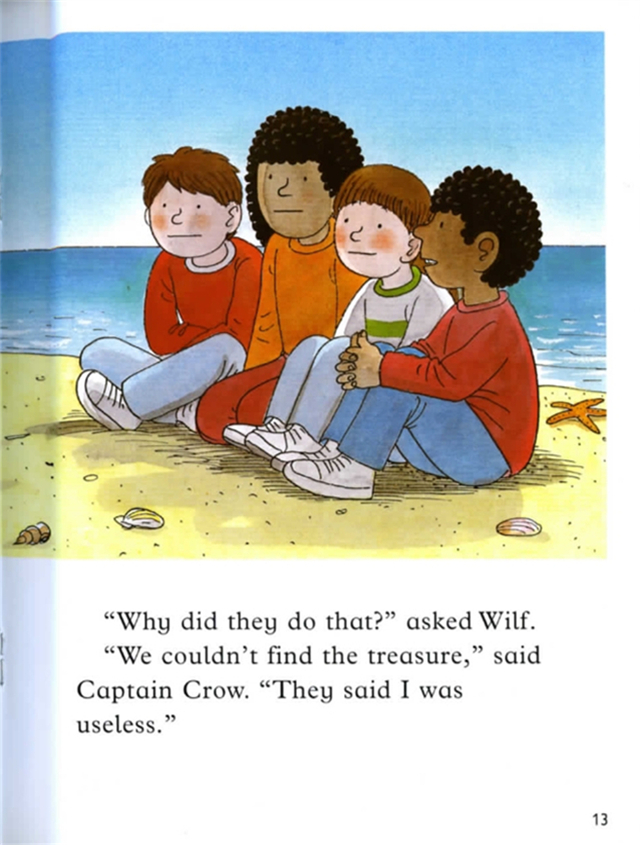 “Why did they do that?” asked Wilf.
“We couldn’t find the treasure,” said
Captain Crow. “They said I was
useless.”
13